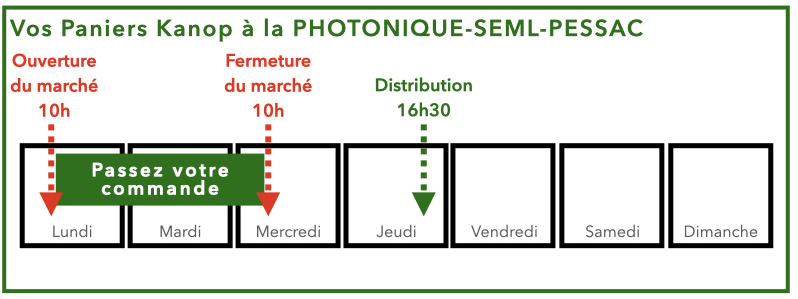 Vos Paniers Kanop à la PHOTONIQUE-SEML-PESSAC
Ouverture
du marché
10h
Fermeture
du marché
10h
Distribution
16h30
Passez votre
commande
Lundi
Mardi
Mercredi
Jeudi
Vendredi
Samedi
Dimanche